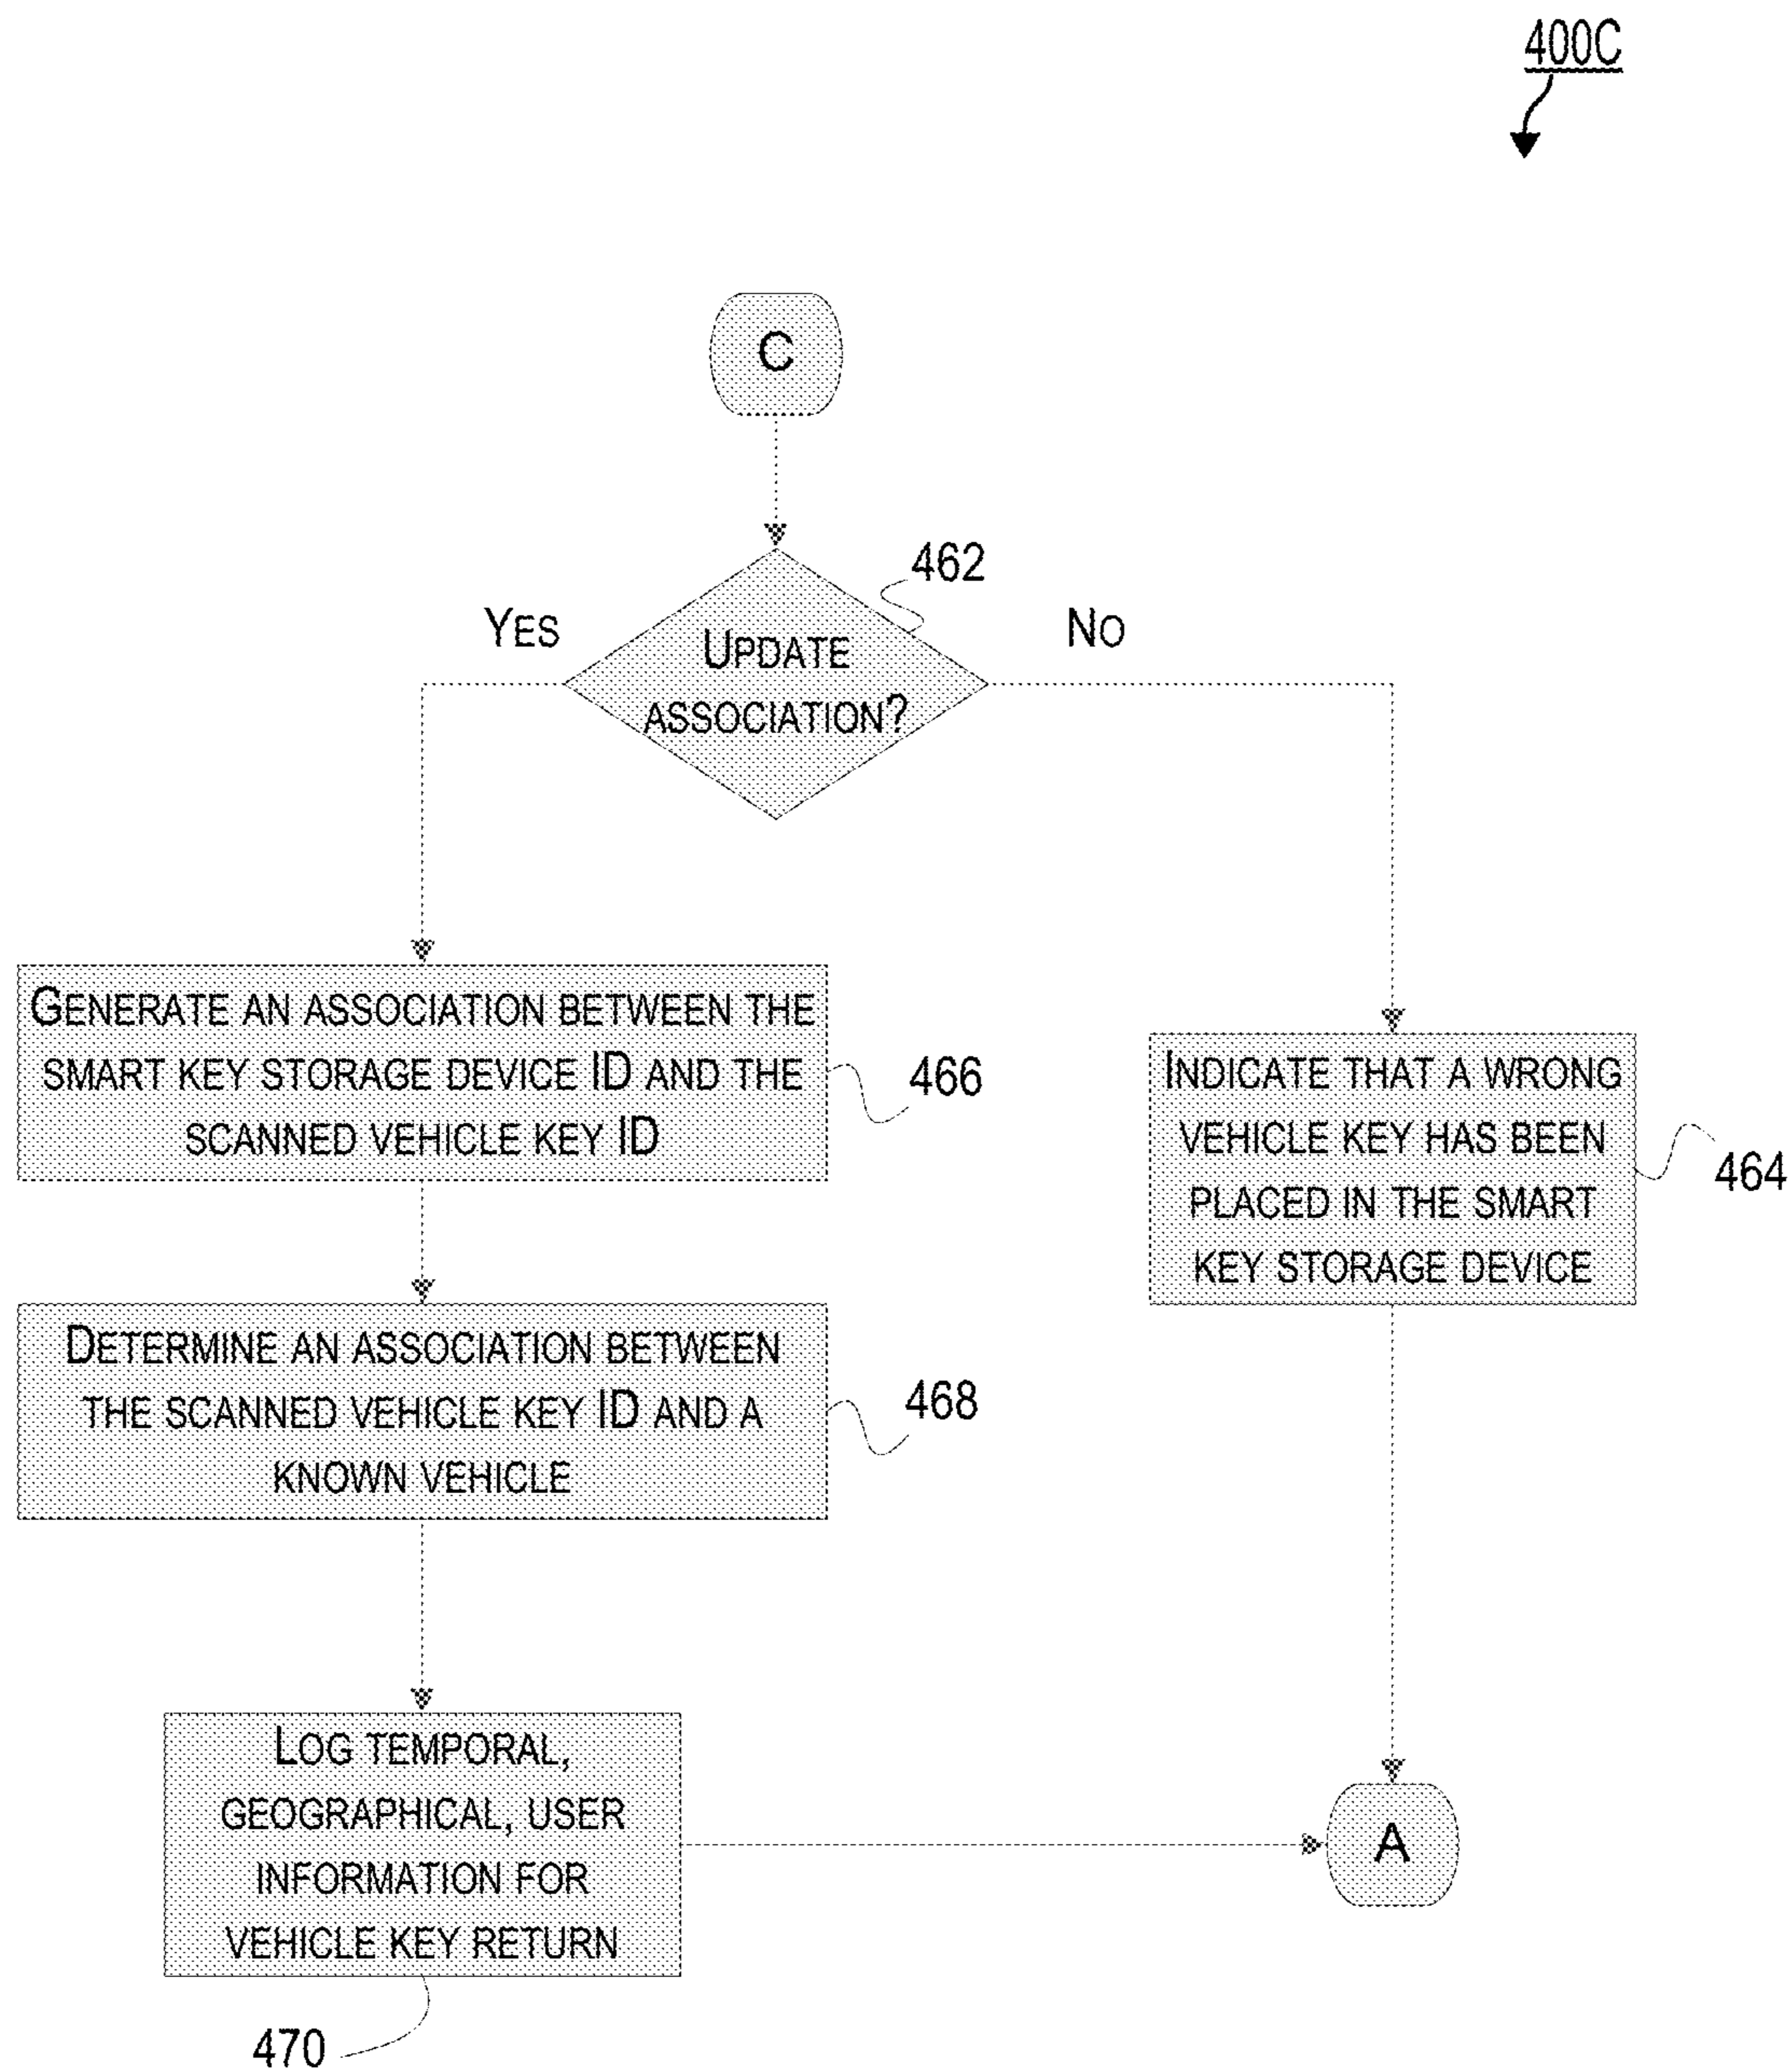 400C
C
462
YES
NO
UPDATE
ASSOCIATION?
GENERATE AN ASSOCIATION BETWEEN THE
SMART KEY STORAGE DEVICE ID AND THE
SCANNED VEHICLE KEY ID
466
INDICATE THAT A WRONG
VEHICLE KEY HAS BEEN
PLACED IN THE SMART
KEY STORAGE DEVICE
464
DETERMINE AN ASSOCIATION BETWEEN
THE SCANNED VEHICLE KEY ID AND A
KNOWN VEHICLE
468
LOG TEMPORAL,
GEOGRAPHICAL, USER
INFORMATION FOR
VEHICLE KEY RETURN
A
470